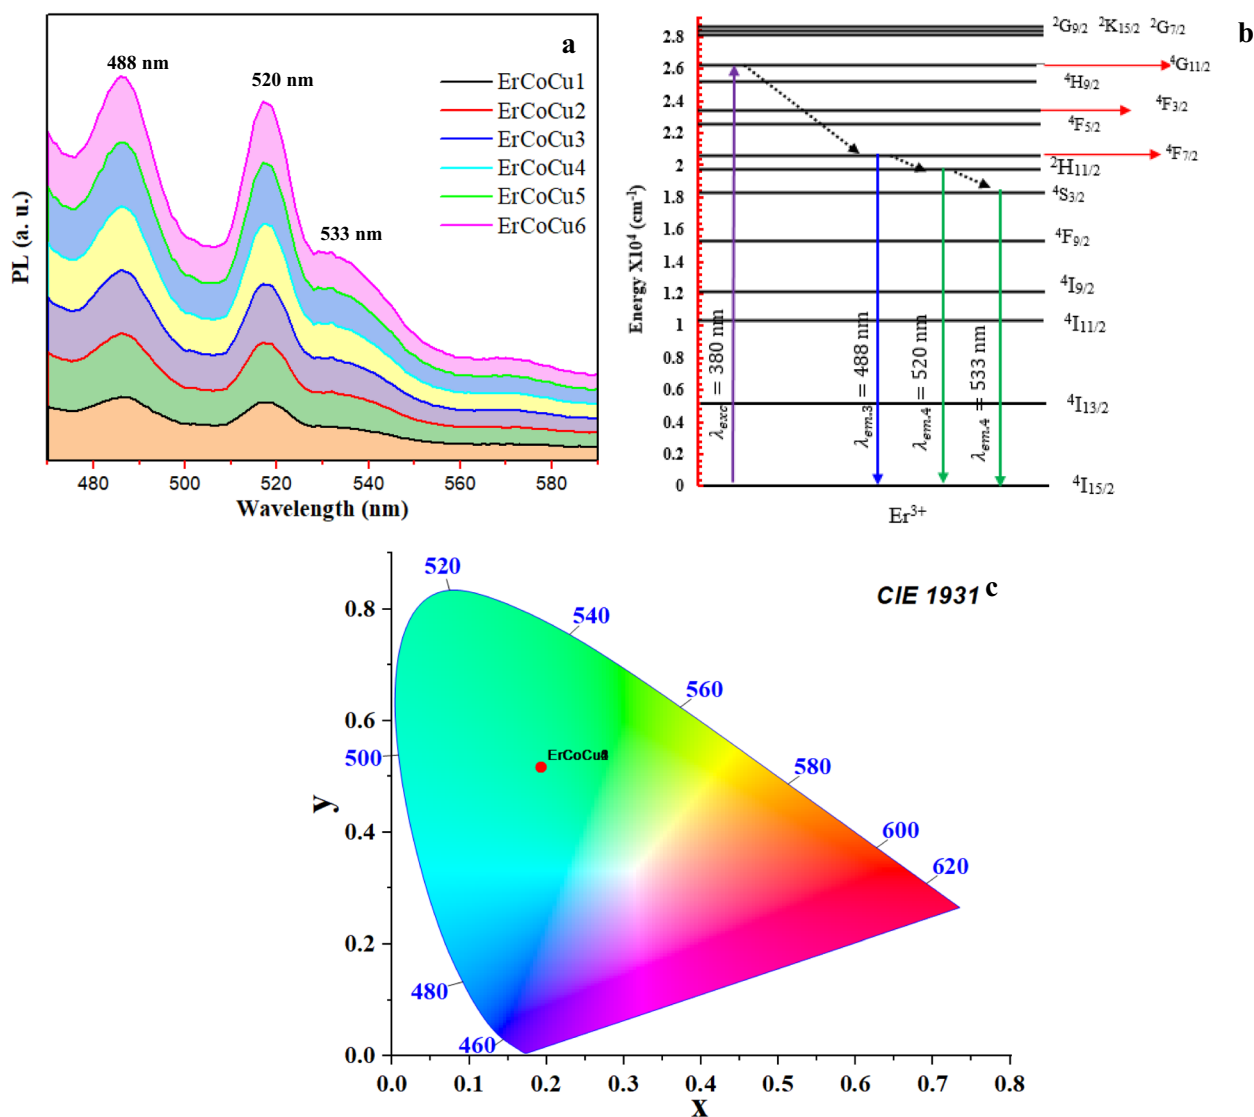 a
488 nm
520 nm
533 nm
ErCoCu1
ErCoCu2
ErCoCu3
ErCoCu4
ErCoCu5
ErCoCu6
PL (a. u.)
480 500 520 540 560 580
Wavelength (nm)
b
²G₉/₂ ²K₁₅/₂ ²G₇/₂
⁴G₁₁/₂
⁴H₉/₂
⁴F₃/₂
⁴F₅/₂
⁴F₇/₂
²H₁₁/₂
⁴S₃/₂
⁴F₉/₂
⁴I₉/₂
⁴I₁₁/₂
⁴I₁₃/₂
⁴I₁₅/₂
2.8
2.6
2.4
2.2
2
1.8
1.6
1.4
1.2
1
0.8
0.6
0.4
0.2
0
Energy X10⁴ (cm⁻¹)
λexc = 380 nm
λem.3 = 488 nm
λem.4 = 520 nm
λem.4 = 533 nm
Er³⁺
CIE 1931 c
520
540
560
580
600
620
500
480
460
0.8
0.6
0.4
0.2
0.0
y
0.0 0.1 0.2 0.3 0.4 0.5 0.6 0.7 0.8
x